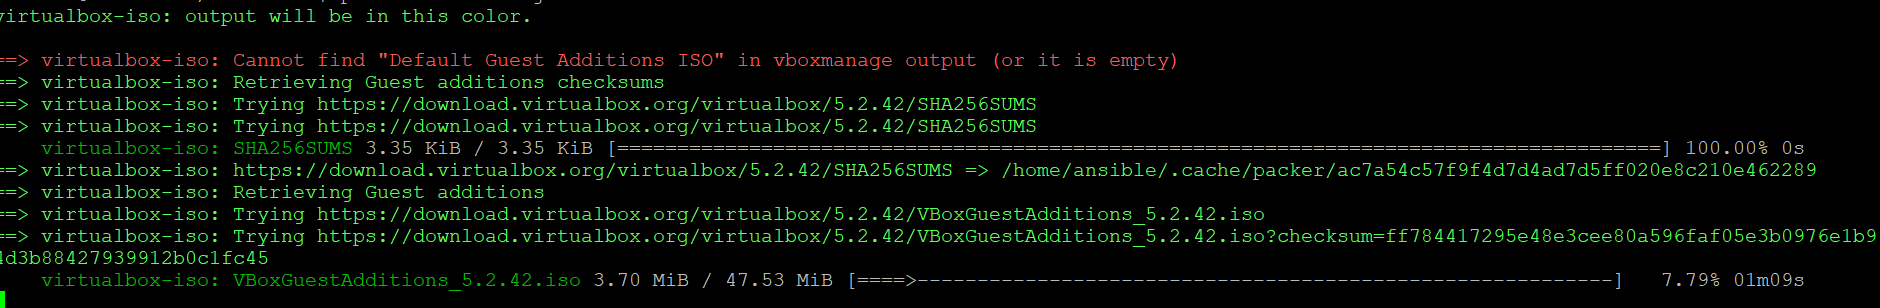 virtualbox-iso: output will be in this color.
==> virtualbox-iso: Cannot find "Default Guest Additions ISO" in vboxmanage output (or it is empty)
==> virtualbox-iso: Retrieving Guest additions checksums
==> virtualbox-iso: Trying https://download.virtualbox.org/virtualbox/5.2.42/SHA256SUMS
==> virtualbox-iso: Trying https://download.virtualbox.org/virtualbox/5.2.42/SHA256SUMS
virtualbox-iso: SHA256SUMS 3.35 KiB / 3.35 KiB [=======================================================================================] 100.00% 0s
==> virtualbox-iso: https://download.virtualbox.org/virtualbox/5.2.42/SHA256SUMS => /home/ansible/.cache/packer/ac7a54c57f9f4d7d4ad7d5ff020e8c210e462289
==> virtualbox-iso: Retrieving Guest additions
==> virtualbox-iso: Trying https://download.virtualbox.org/virtualbox/5.2.42/VBoxGuestAdditions_5.2.42.iso
==> virtualbox-iso: Trying https://download.virtualbox.org/virtualbox/5.2.42/VBoxGuestAdditions_5.2.42.iso?checksum=ff784417295e48e3cee80a596faf05e3b0976e1b9
4d3b88427939912b0c1fc45
virtualbox-iso: VBoxGuestAdditions_5.2.42.iso 3.70 MiB / 47.53 MiB [====>----------------------------------------------------------] 7.79% 01m09s